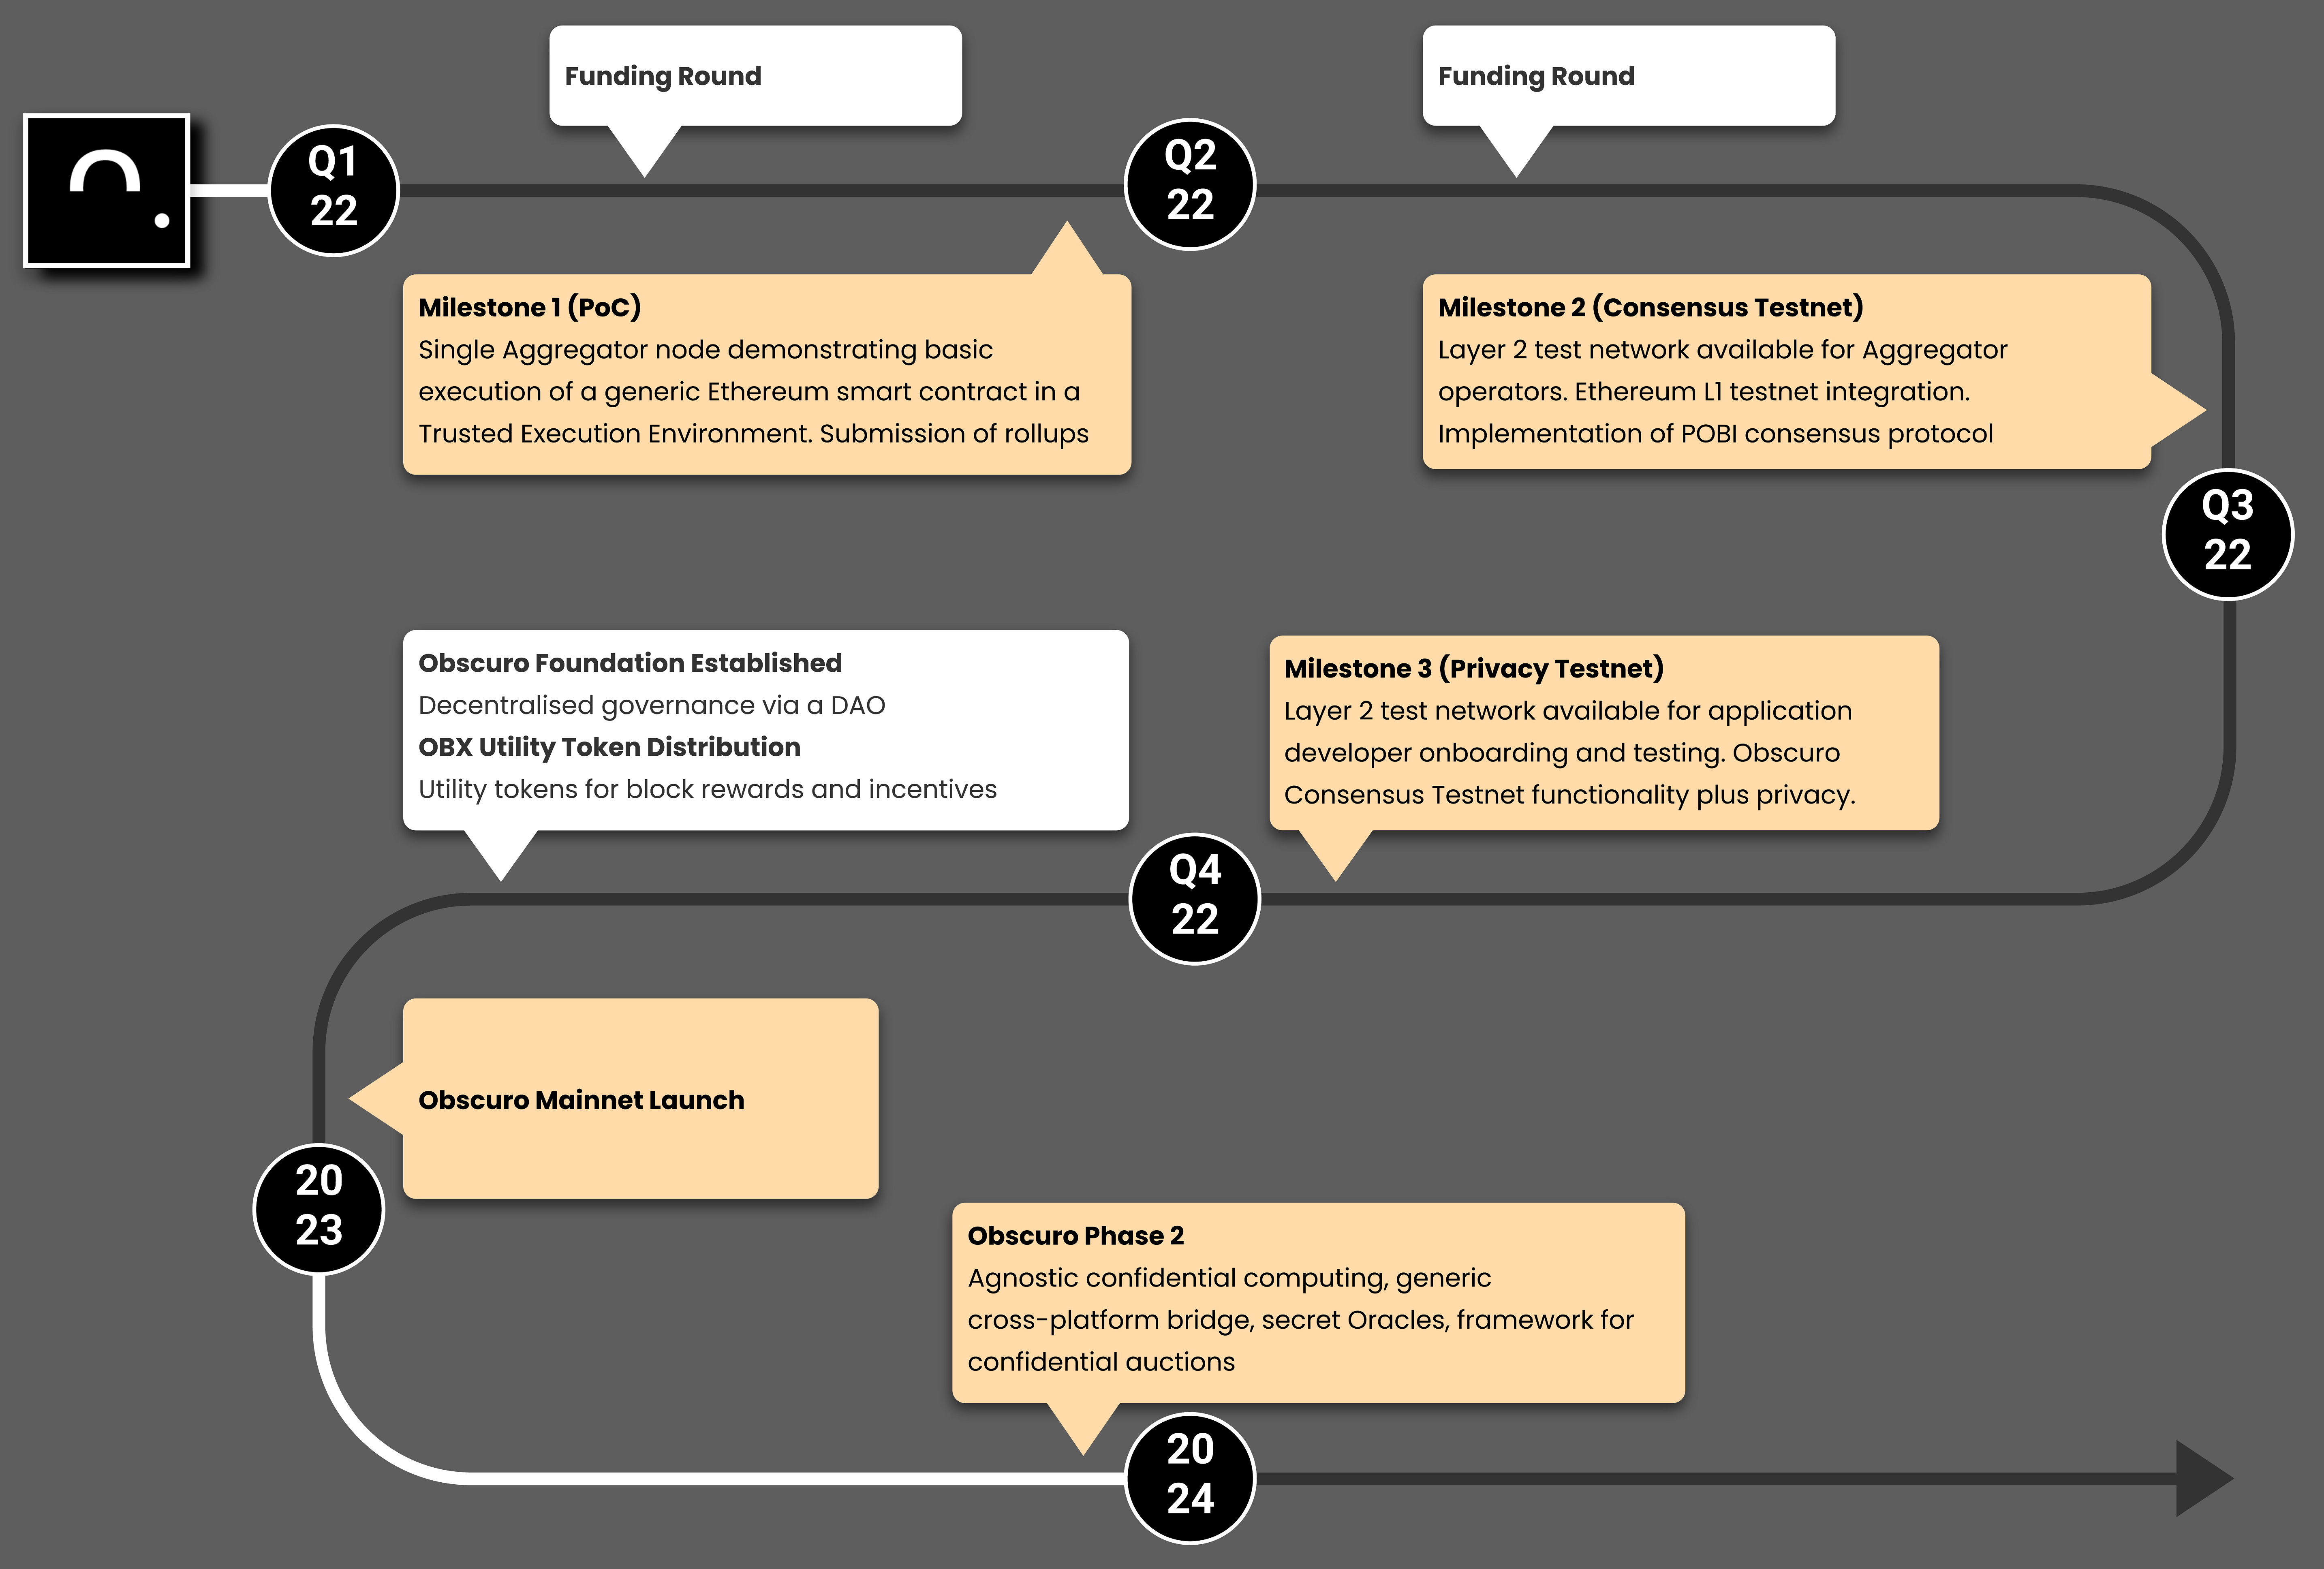 Funding Round
Funding Round
Q1
22
Q2
22
Milestone 1 (PoC)
Single Aggregator node demonstrating basic
execution of a generic Ethereum smart contract in a
Trusted Execution Environment. Submission of rollups
Milestone 2 (Consensus Testnet)
Layer 2 test network available for Aggregator
operators. Ethereum L1 testnet integration.
Implementation of POBI consensus protocol
Q3
22
Obscuro Foundation Established
Decentralised governance via a DAO
OBX Utility Token Distribution
Utility tokens for block rewards and incentives
Milestone 3 (Privacy Testnet)
Layer 2 test network available for application
developer onboarding and testing. Obscuro
Consensus Testnet functionality plus privacy.
Q4
22
Obscuro Mainnet Launch
20
23
Obscuro Phase 2
Agnostic confidential computing, generic
cross-platform bridge, secret Oracles, framework for
confidential auctions
20
24